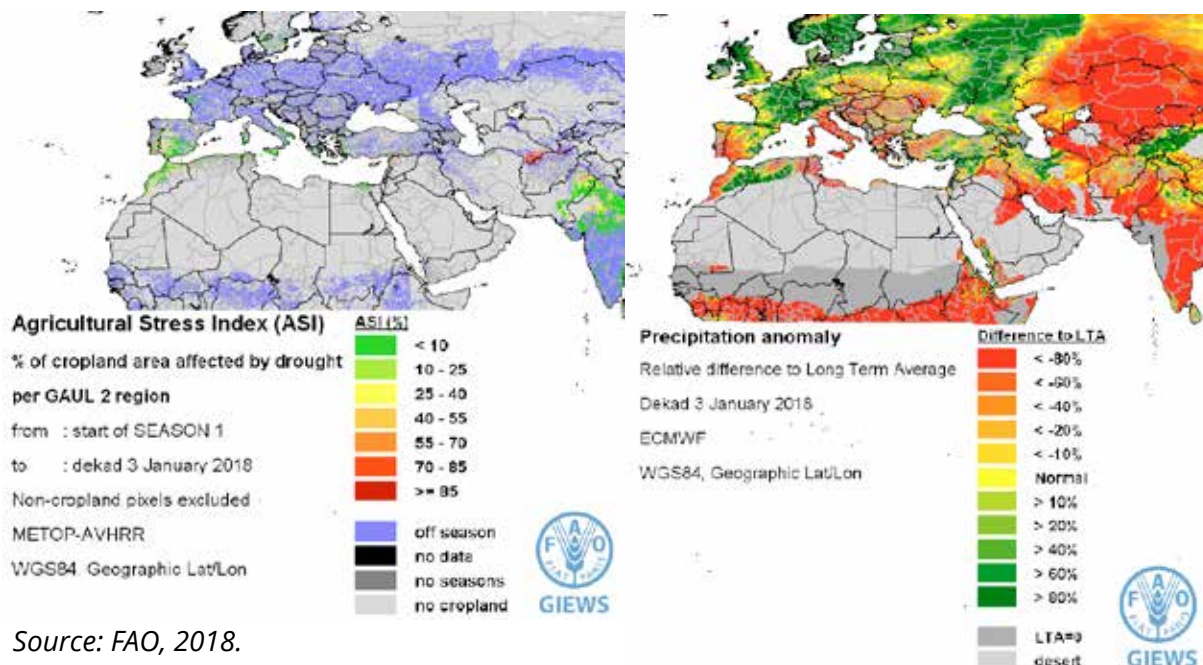 Agricultural Stress Index (ASI)
% of cropland area affected by drought
per GAUL 2 region
from : start of SEASON 1
to : dekad 3 January 2018
Non-cropland pixels excluded
METOP-AVHRR
WGS84, Geographic Lat/Lon
ASI (%)
< 10
10 - 25
25 - 40
40 - 55
55 - 70
70 - 85
>= 85
off season
no data
no seasons
no cropland
F A O
FIAT PANIS
GIEWS
Source: FAO, 2018.
Precipitation anomaly
Relative difference to Long Term Average
Dekad 3 January 2018
ECMWF
WGS84, Geographic Lat/Lon
Difference to LTA
< -80%
< -60%
< -40%
< -20%
< -10%
Normal
> 10%
> 20%
> 40%
> 60%
> 80%
LTA=0
desert
F A O
FIAT PANIS
GIEWS